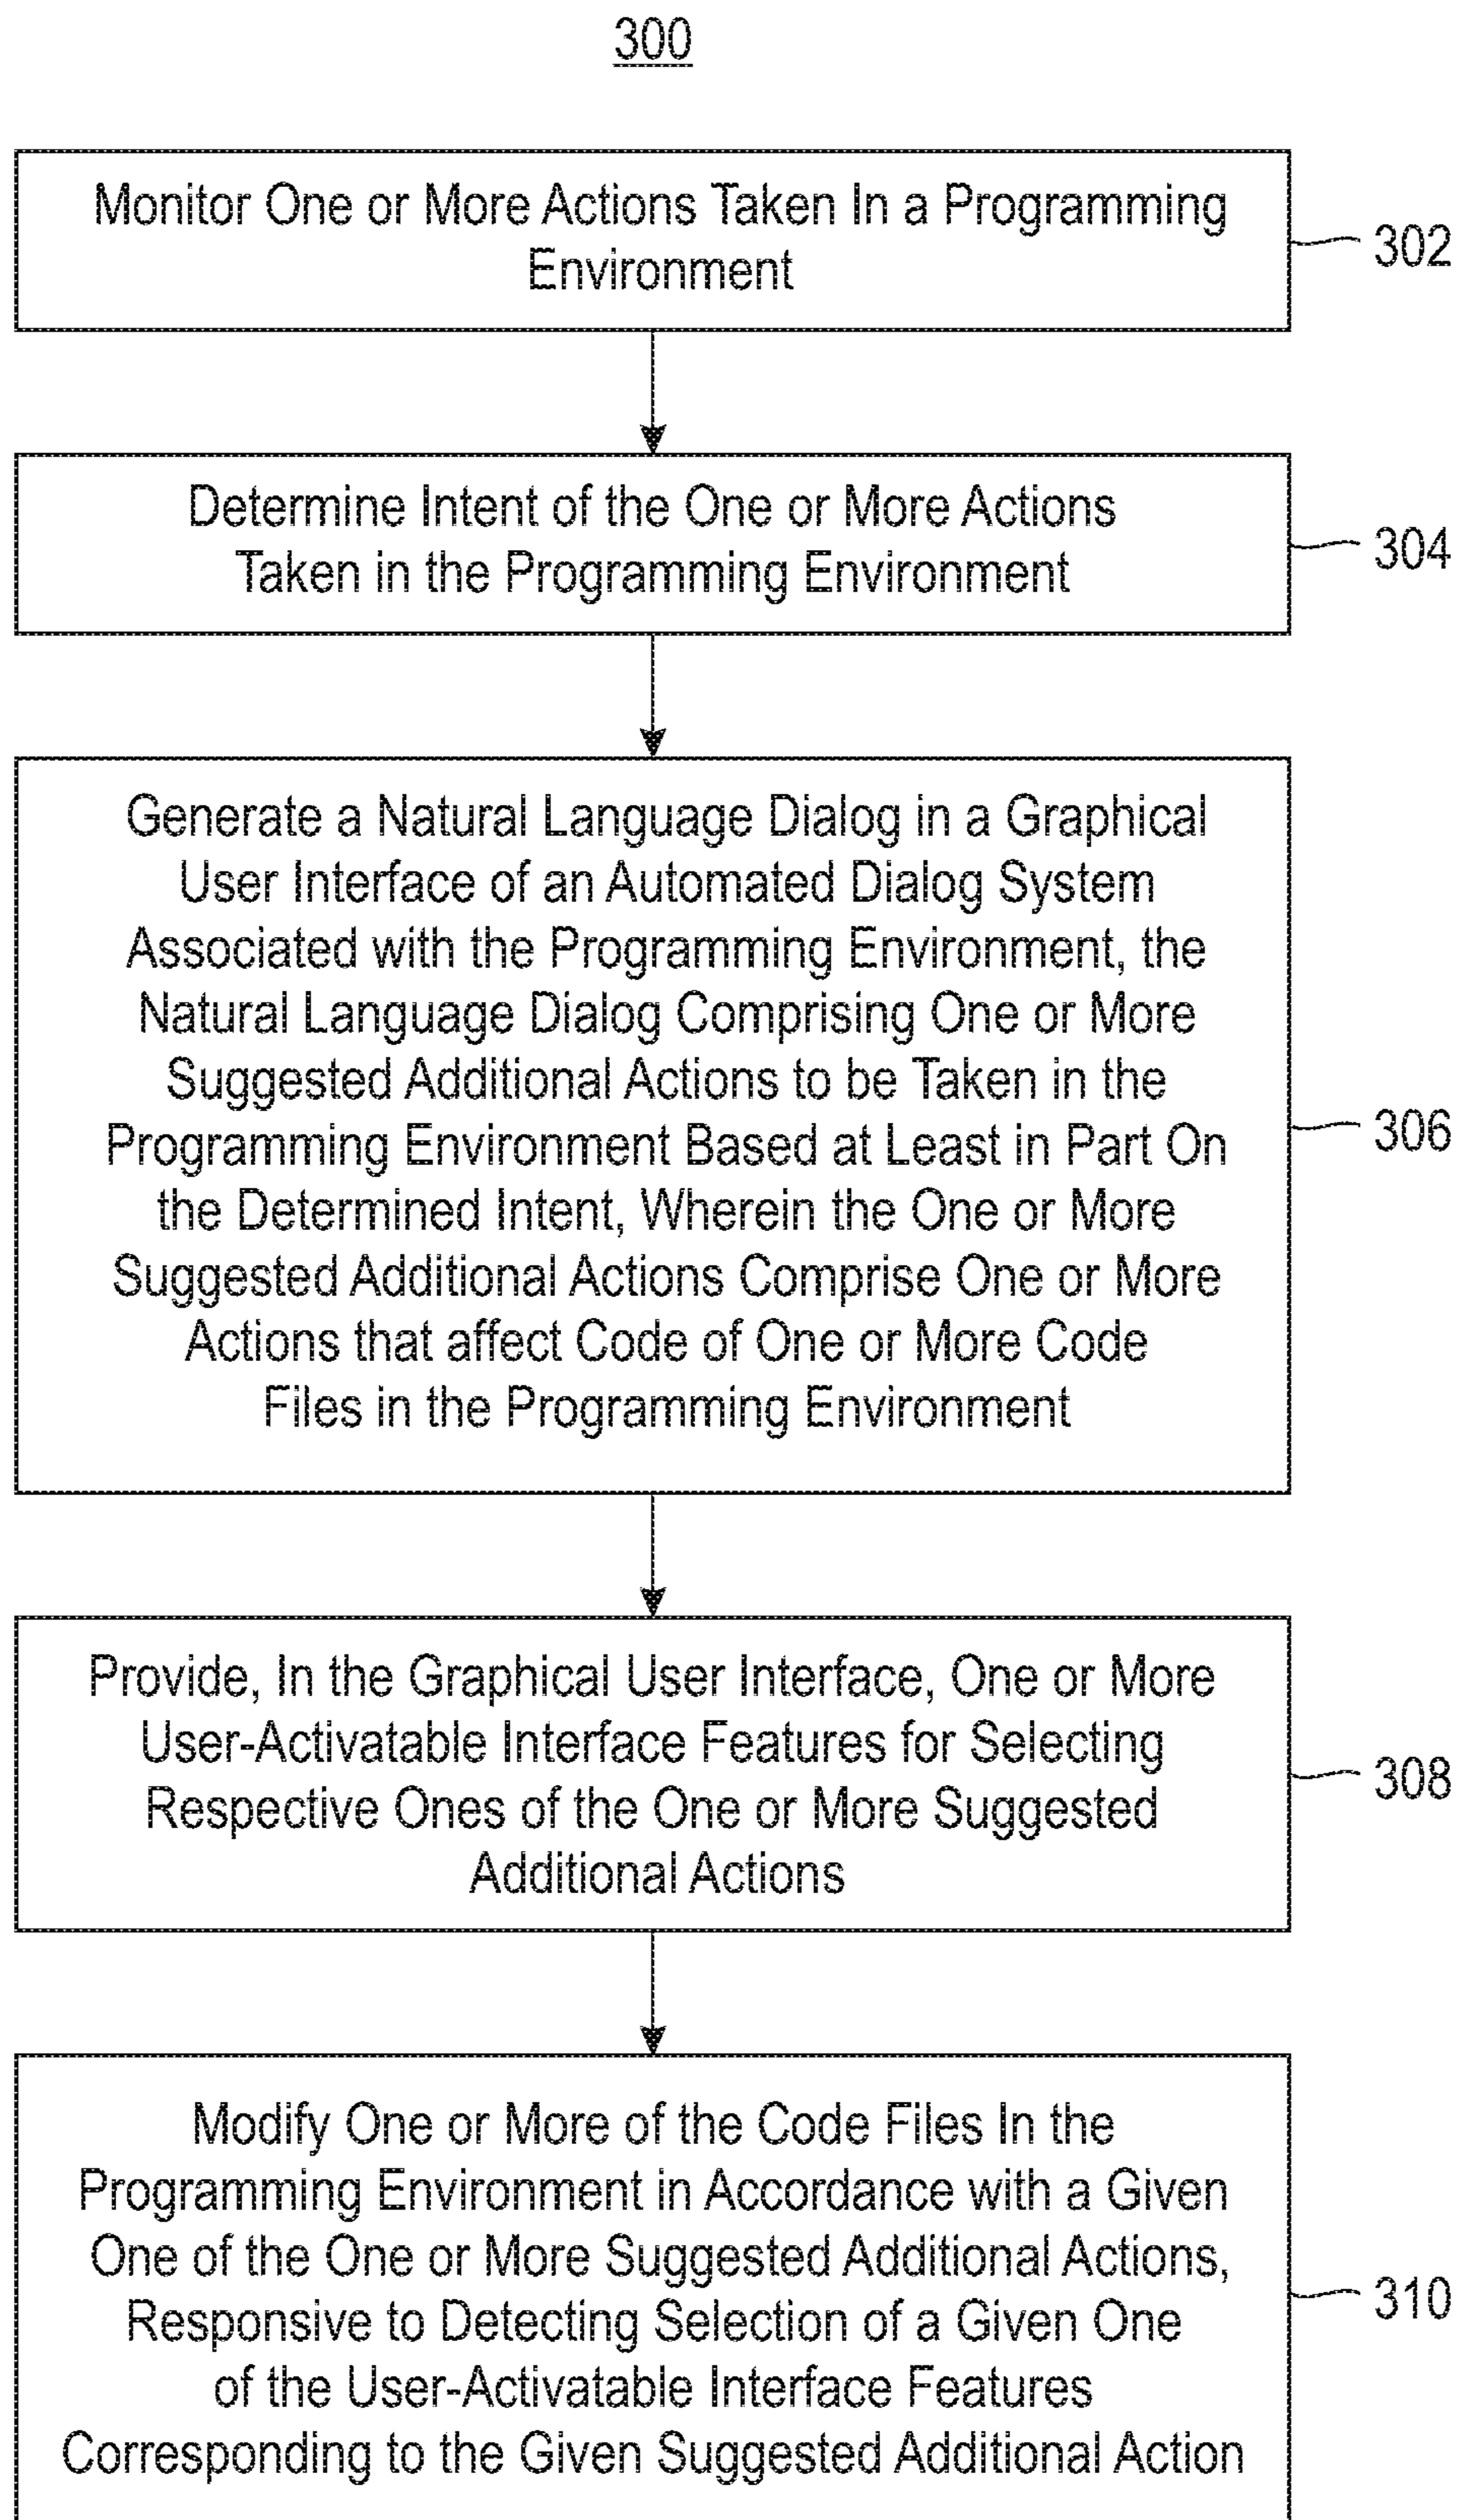 300
Monitor One or More Actions Taken In a Programming
Environment
302
Determine Intent of the One or More Actions
Taken in the Programming Environment
304
Generate a Natural Language Dialog in a Graphical
User Interface of an Automated Dialog System
Associated with the Programming Environment, the
Natural Language Dialog Comprising One or More
Suggested Additional Actions to be Taken in the
Programming Environment Based at Least in Part On
the Determined Intent, Wherein the One or More
Suggested Additional Actions Comprise One or More
Actions that affect Code of One or More Code
Files in the Programming Environment
306
Provide, In the Graphical User Interface, One or More
User-Activatable Interface Features for Selecting
Respective Ones of the One or More Suggested
Additional Actions
308
Modify One or More of the Code Files In the
Programming Environment in Accordance with a Given
One of the One or More Suggested Additional Actions,
Responsive to Detecting Selection of a Given One
of the User-Activatable Interface Features
Corresponding to the Given Suggested Additional Action
310